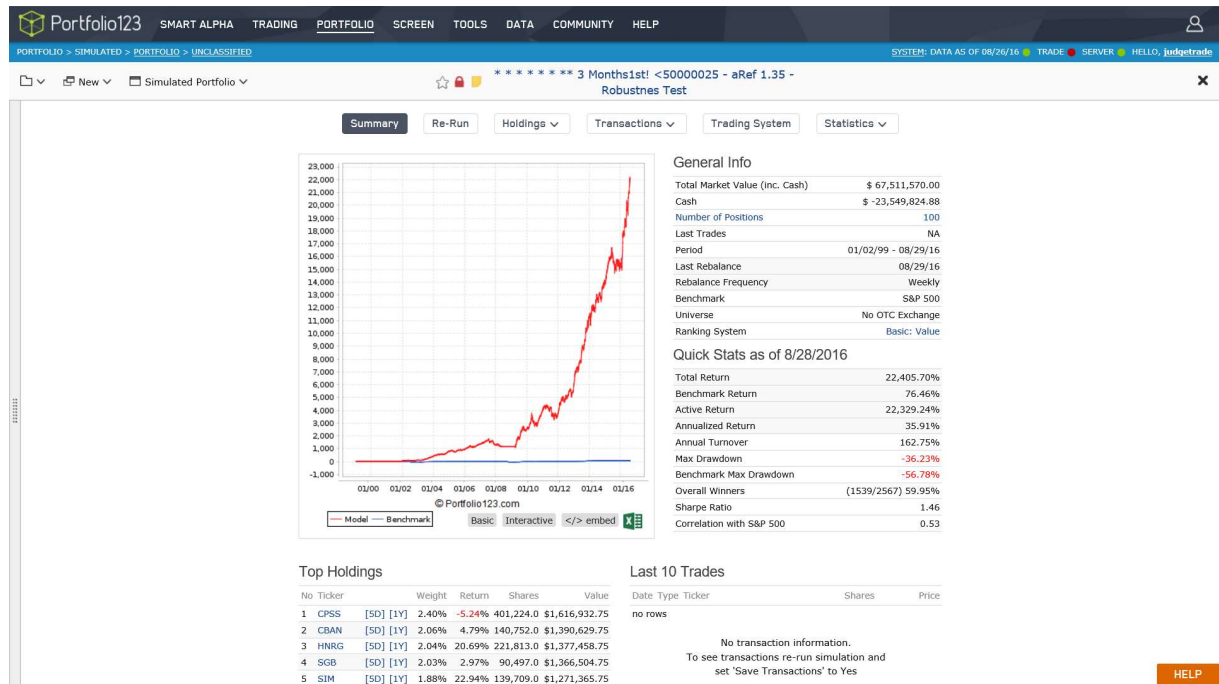 Portfolio123 SMART ALPHA TRADING PORTFOLIO SCREEN TOOLS DATA COMMUNITY HELP
PORTFOLIO > SIMULATED > PORTFOLIO > UNCLASSIFIED SYSTEM: DATA AS OF 08/26/16 TRADE SERVER HELLO, judgetrade
New Simulated Portfolio * * * * * * ** 3 Months1st! <50000025 - aRef 1.35 -
Robustnes Test
Summary Re-Run Holdings Transactions Trading System Statistics
23,000
22,000
21,000
20,000
19,000
18,000
17,000
16,000
15,000
14,000
13,000
12,000
11,000
10,000
9,000
8,000
7,000
6,000
5,000
4,000
3,000
2,000
1,000
0
-1,000
01/00 01/02 01/04 01/06 01/08 01/10 01/12 01/14 01/16
© Portfolio123.com
Model Benchmark Basic Interactive </> embed
General Info
Total Market Value (inc. Cash) $ 67,511,570.00
Cash $ -23,549,824.88
Number of Positions 100
Last Trades NA
Period 01/02/99 - 08/29/16
Last Rebalance 08/29/16
Rebalance Frequency Weekly
Benchmark S&P 500
Universe No OTC Exchange
Ranking System Basic: Value
Quick Stats as of 8/28/2016
Total Return 22,405.70%
Benchmark Return 76.46%
Active Return 22,329.24%
Annualized Return 35.91%
Annual Turnover 162.75%
Max Drawdown -36.23%
Benchmark Max Drawdown -56.78%
Overall Winners (1539/2567) 59.95%
Sharpe Ratio 1.46
Correlation with S&P 500 0.53
Top Holdings
No Ticker Weight Return Shares Value
1 CPSS [5D] [1Y] 2.40% -5.24% 401,224.0 $1,616,932.75
2 CBAN [5D] [1Y] 2.06% 4.79% 140,752.0 $1,390,629.75
3 HNRG [5D] [1Y] 2.04% 20.69% 221,813.0 $1,377,458.75
4 SGB [5D] [1Y] 2.03% 2.97% 90,497.0 $1,366,504.75
5 SIM [5D] [1Y] 1.88% 22.94% 139,709.0 $1,271,365.75
Last 10 Trades
Date Type Ticker Shares Price
no rows
No transaction information.
To see transactions re-run simulation and
set 'Save Transactions' to Yes
HELP